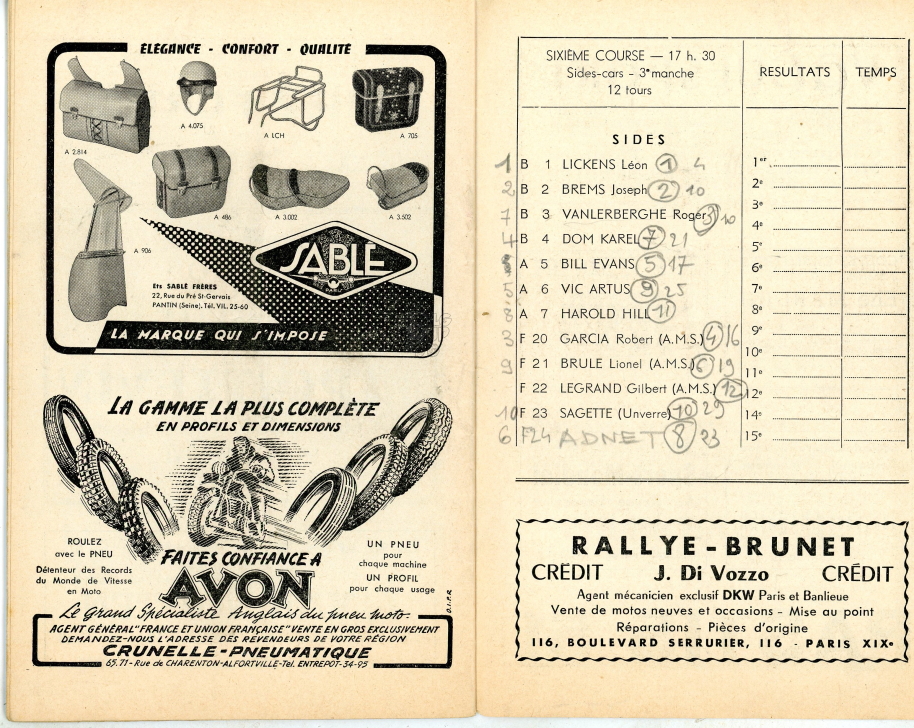 ÉLÉGANCE - CONFORT - QUALITÉ
A 2.814
A 4.075
A LCH
A 705
A 906
A 486
A 3.002
A 3.502
SABLÉ
Ets SABLÉ FRÈRES
22, Rue du Pré St-Gervais
PANTIN (Seine). Tél. VIL. 25-60
LA MARQUE QUI S'IMPOSE
LA GAMME LA PLUS COMPLÈTE
EN PROFILS ET DIMENSIONS
ROULEZ
avec le PNEU
Détenteur des Records
du Monde de Vitesse
en Moto
UN PNEU
pour
chaque machine
UN PROFIL
pour chaque usage
FAITES CONFIANCE A
AVON
Le Grand Spécialiste Anglais du pneu moto.
D.I.P.R
AGENT GÉNÉRAL "FRANCE ET UNION FRANÇAISE" VENTE EN GROS EXCLUSIVEMENT
DEMANDEZ-NOUS L'ADRESSE DES REVENDEURS DE VOTRE RÉGION
CRUNELLE-PNEUMATIQUE
65.71-Rue de CHARENTON-ALFORTVILLE-Tél. ENTREPOT-34-95
SIXIÈME COURSE — 17 h. 30
Sides-cars - 3e manche
12 tours
RESULTATS
TEMPS
SIDES
1 B 1 LICKENS Léon 1 4
2 B 2 BREMS Joseph 2 10
7 B 3 VANLERBERGHE Roger 3 10
4 B 4 DOM KAREL 7 21
A 5 BILL EVANS 5 17
5 A 6 VIC ARTUS 9 25
8 A 7 HAROLD HILL 11
3 F 20 GARCIA Robert (A.M.S.) 4 16
9 F 21 BRULE Lionel (A.M.S.) 6 19
F 22 LEGRAND Gilbert (A.M.S.) 12
10 F 23 SAGETTE (Unverre) 10 29
6 F24 ADNET 8 23
1er
2e
3e
4e
5e
6e
7e
8e
9e
10e
11e
12e
14e
15e
RALLYE-BRUNET
CRÉDIT J. Di Vozzo CRÉDIT
Agent mécanicien exclusif DKW Paris et Banlieue
Vente de motos neuves et occasions - Mise au point
Réparations - Pièces d'origine
116, BOULEVARD SERRURIER, 116 - PARIS XIXe